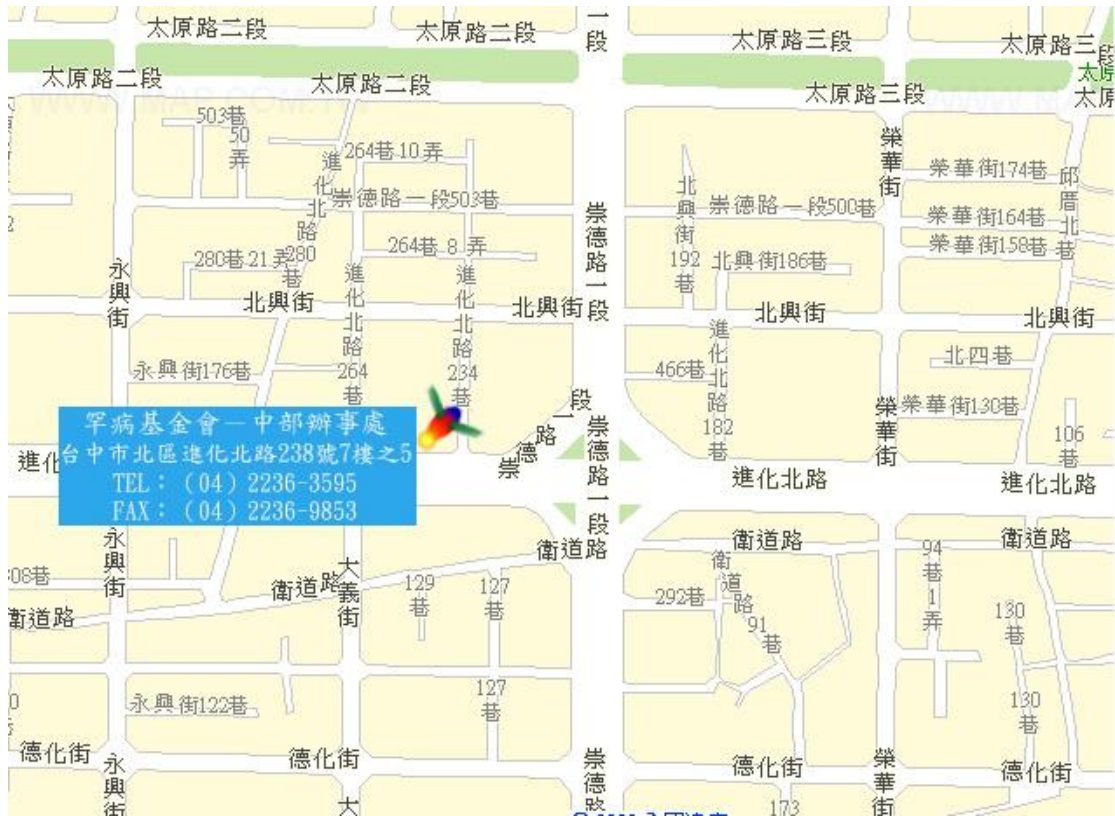 太原路二段
太原路二段
一段
太原路三段
太原路三段
太原路二段
太原路二段
太原路三段
503巷
50弄
進化北路280巷
264巷10弄
崇德路一段503巷
264巷8弄
280巷21弄
永興街
北興街
進化北路264巷
進化北路234巷
北興街
崇德路一段
北興街192巷
崇德路一段500巷
榮華街
榮華街174巷
榮華街164巷
榮華街158巷
邱厝北巷
北興街186巷
北興街
北興街
永興街176巷
466巷
進化北路182巷
北四巷
榮華街
榮華街130巷
106巷
罕病基金會－中部辦事處
台中市北區進化北路238號7樓之5
TEL：（04）2236-3595
FAX：（04）2236-9853
進化
崇德路一段
崇德路一段
進化北路
進化北路
永興街
大義街
衛道路
衛道路
衛道路
衛道路
衛道路
129巷
127巷
292巷
衛道路91巷
94巷1弄
130巷
130巷
永興街122巷
127巷
德化街
永興街
德化街
大
崇德路
德化街
173
榮華街
德化街